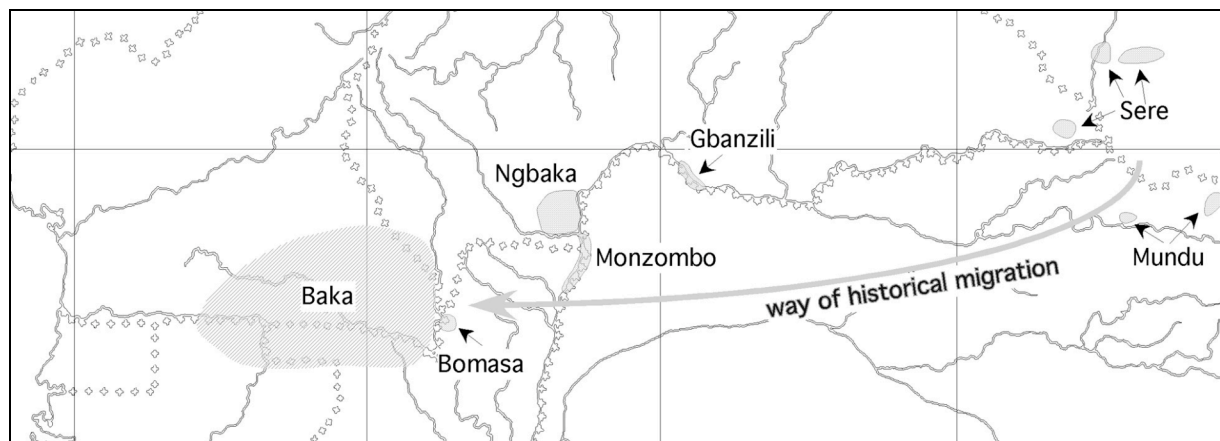 Sere
Gbanzili
Ngbaka
Monzombo
Mundu
way of historical migration
Baka
Bomasa